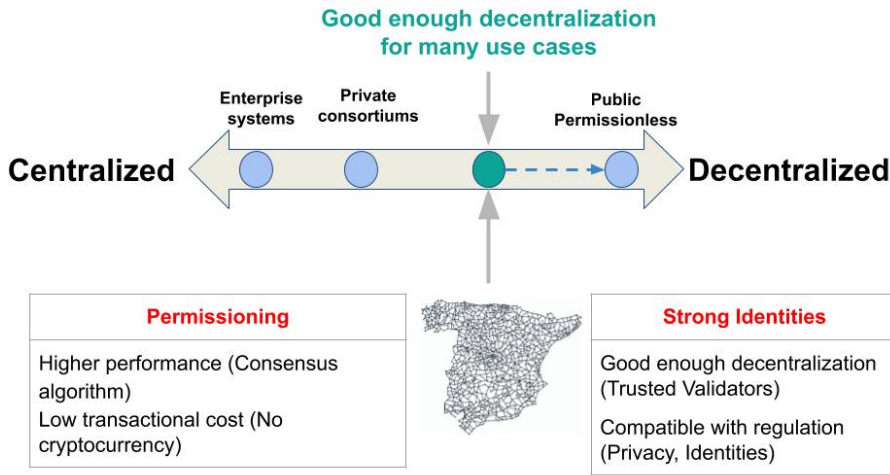 Good enough decentralization
for many use cases
Enterprise
systems
Private
consortiums
Public
Permissionless
Centralized
Decentralized
Permissioning
Higher performance (Consensus
algorithm)
Low transactional cost (No
cryptocurrency)
Strong Identities
Good enough decentralization
(Trusted Validators)
Compatible with regulation
(Privacy, Identities)